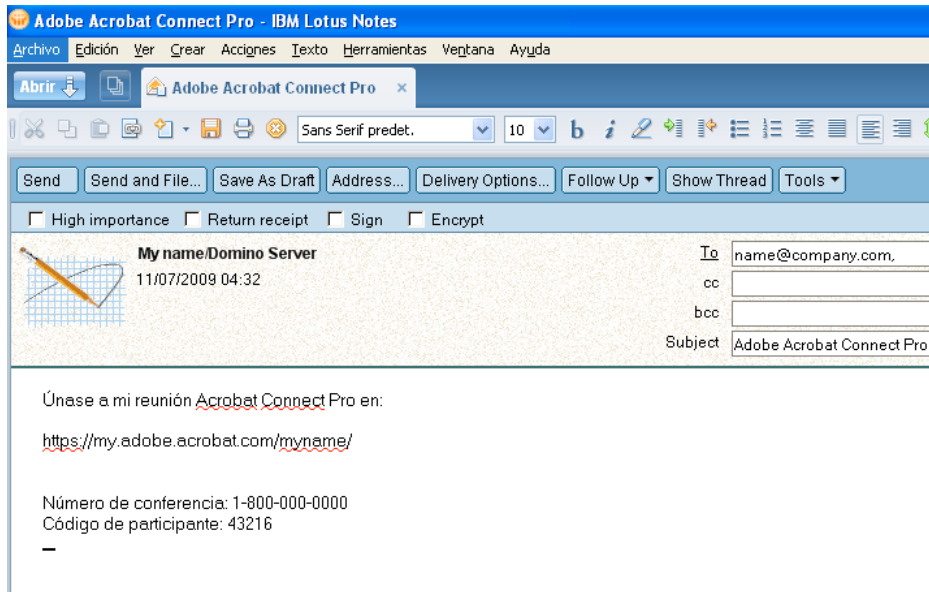 Adobe Acrobat Connect Pro - IBM Lotus Notes
Archivo Edición Ver Crear Acciones Texto Herramientas Ventana Ayuda
Abrir Adobe Acrobat Connect Pro ×
Sans Serif predet. 10 b i
Send Send and File... Save As Draft Address... Delivery Options... Follow Up Show Thread Tools
High importance Return receipt Sign Encrypt
My name/Domino Server
11/07/2009 04:32
To name@company.com,
cc
bcc
Subject Adobe Acrobat Connect Pro
Únase a mi reunión Acrobat Connect Pro en:
https://my.adobe.acrobat.com/myname/
Número de conferencia: 1-800-000-0000
Código de participante: 43216